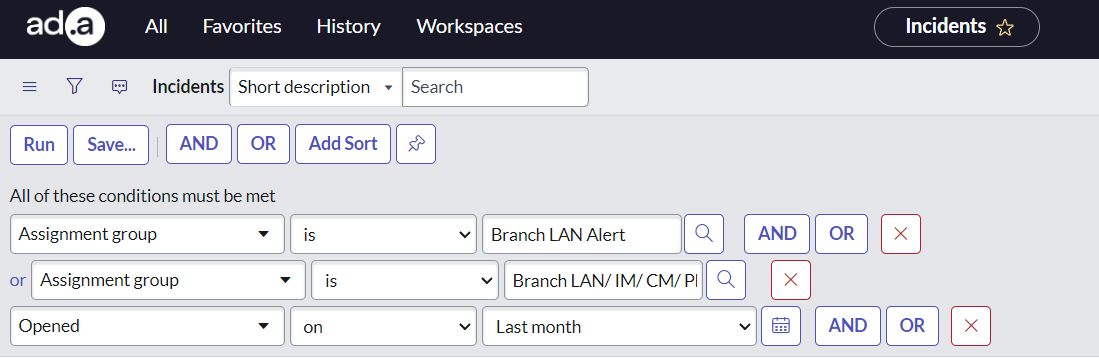 ad.a All Favorites History Workspaces Incidents
Incidents Short description Search
Run Save... AND OR Add Sort
All of these conditions must be met
Assignment group is Branch LAN Alert AND OR
or Assignment group is Branch LAN/ IM/ CM/
Opened on Last month AND OR